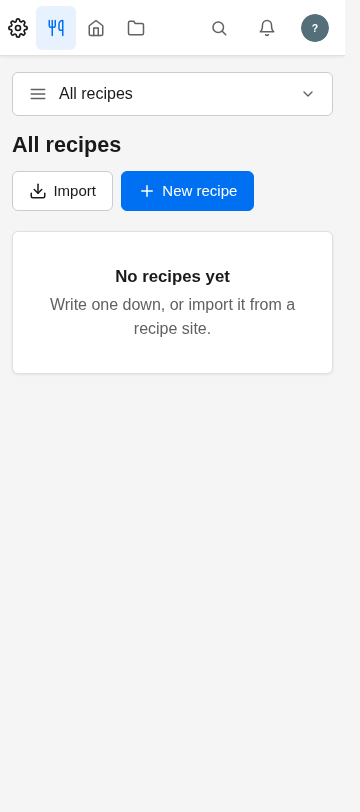 ?
All recipes
All recipes
Import
New recipe
No recipes yet
Write one down, or import it from a
recipe site.